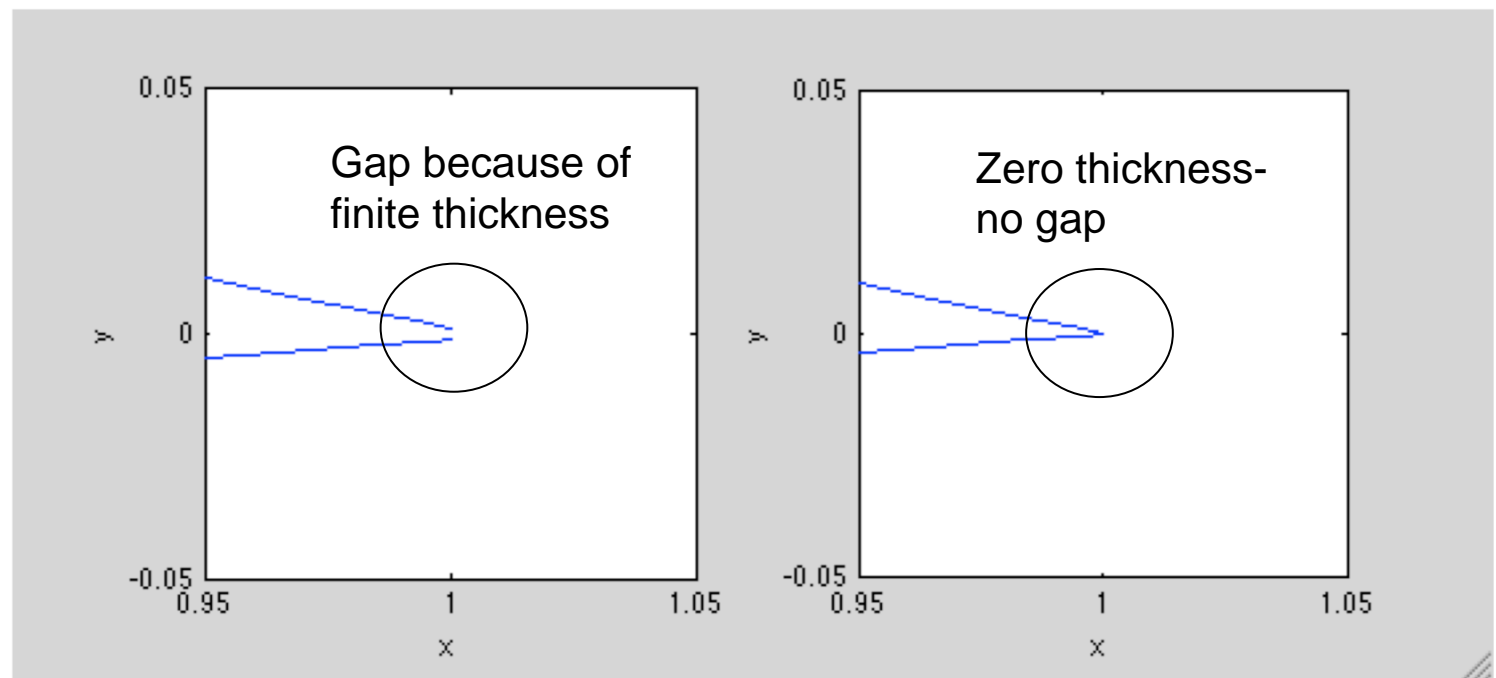 0.05
Gap because of
finite thickness
y
0
-0.05
0.95
1
1.05
x
0.05
Zero thickness-
no gap
y
0
-0.05
0.95
1
1.05
x